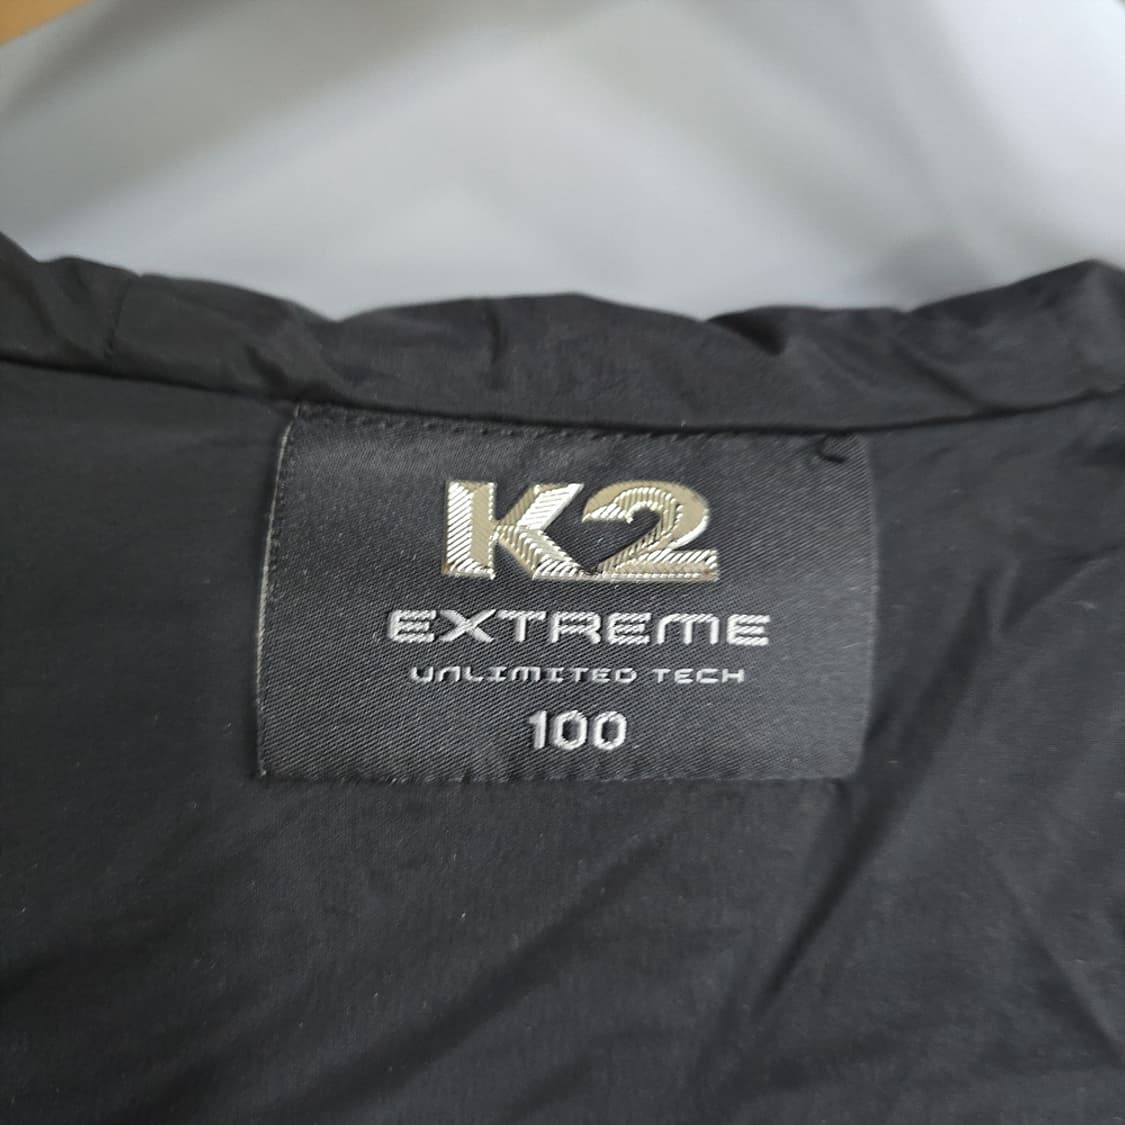 K2
EXTREME
UNLIMITED TECH
100